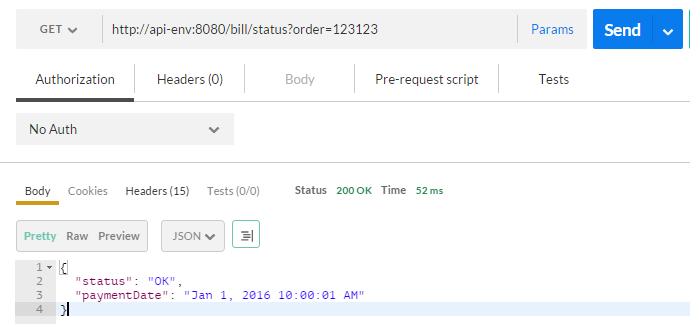 GET http://api-env:8080/bill/status?order=123123 Params Send
Authorization Headers (0) Body Pre-request script Tests
No Auth
Body Cookies Headers (15) Tests (0/0) Status 200 OK Time 52 ms
Pretty Raw Preview JSON
1 {
2 "status": "OK",
3 "paymentDate": "Jan 1, 2016 10:00:01 AM"
4 }